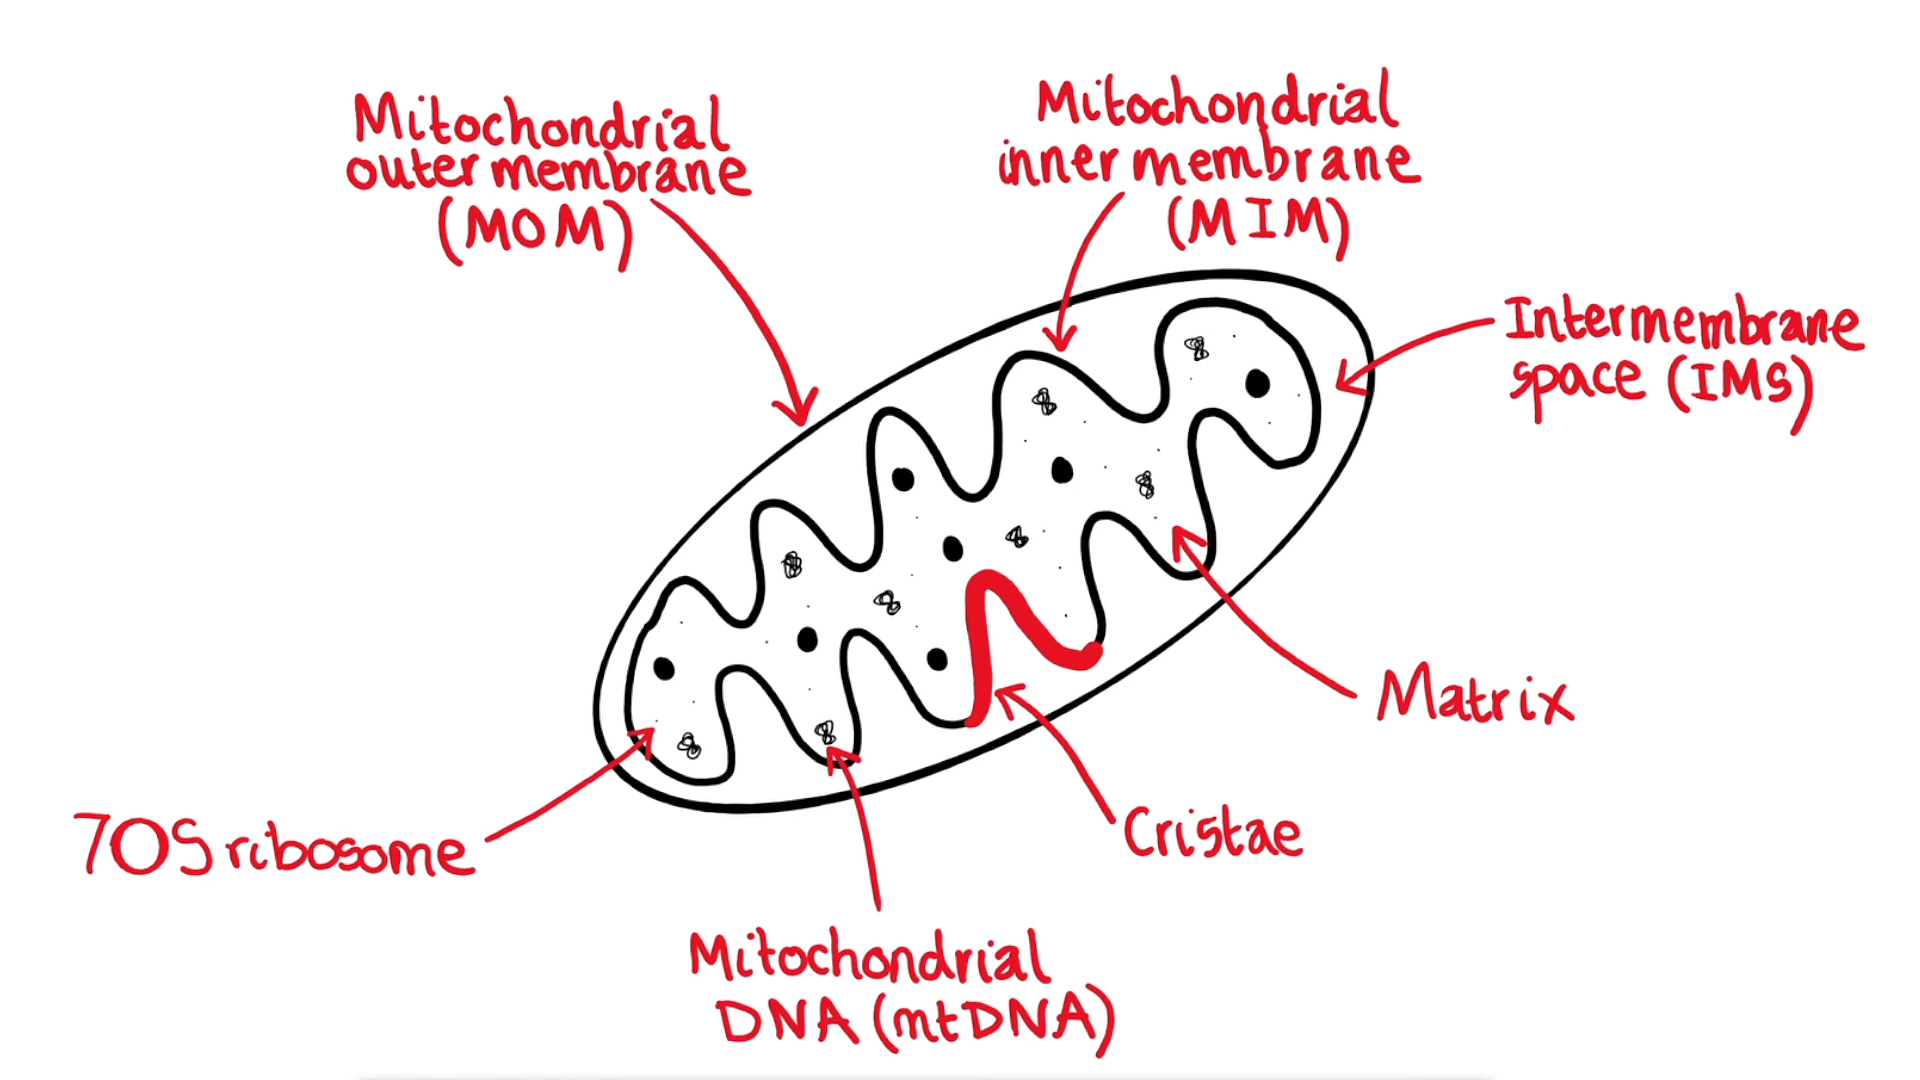 Mitochondrial
outer membrane
(MOM)
Mitochondrial
inner membrane
(MIM)
Intermembrane
space (IMS)
Matrix
Cristae
70S ribosome
Mitochondrial
DNA (mtDNA)